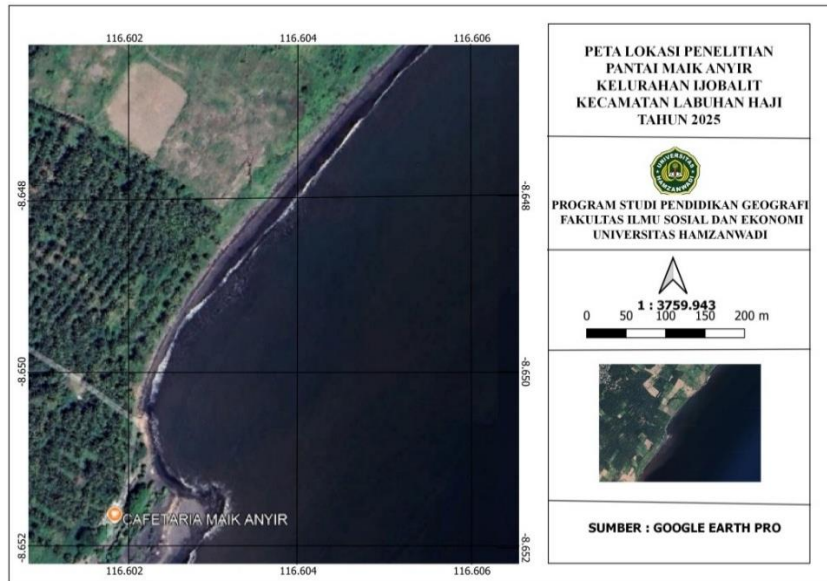 116.602 116.604 116.606
-8.648 -8.648
-8.650 -8.650
-8.652 -8.652
CAFETARIA MAIK ANYIR
116.602 116.604 116.606
PETA LOKASI PENELITIAN
PANTAI MAIK ANYIR
KELURAHAN IJOBALIT
KECAMATAN LABUHAN HAJI
TAHUN 2025
UNIVERSITAS
HAMZANWADI
PROGRAM STUDI PENDIDIKAN GEOGRAFI
FAKULTAS ILMU SOSIAL DAN EKONOMI
UNIVERSITAS HAMZANWADI
1 : 3759.943
0 50 100 150 200 m
SUMBER : GOOGLE EARTH PRO